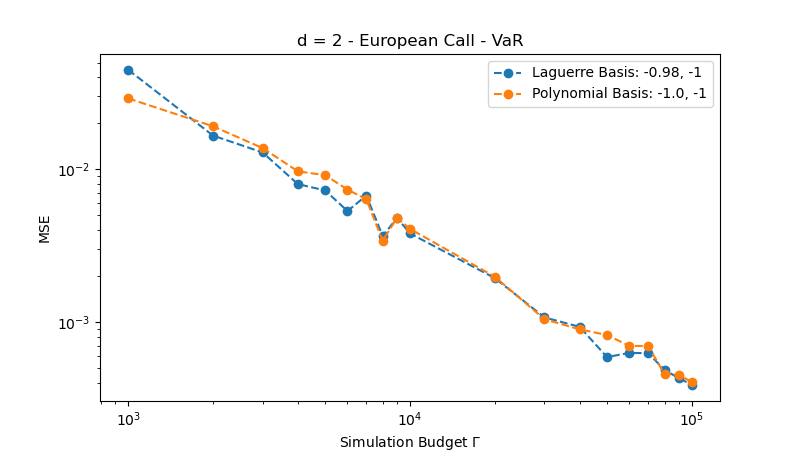 d = 2 - European Call - VaR
Laguerre Basis: -0.98, -1
Polynomial Basis: -1.0, -1
MSE
10⁻²
10⁻³
10³
10⁴
10⁵
Simulation Budget Γ